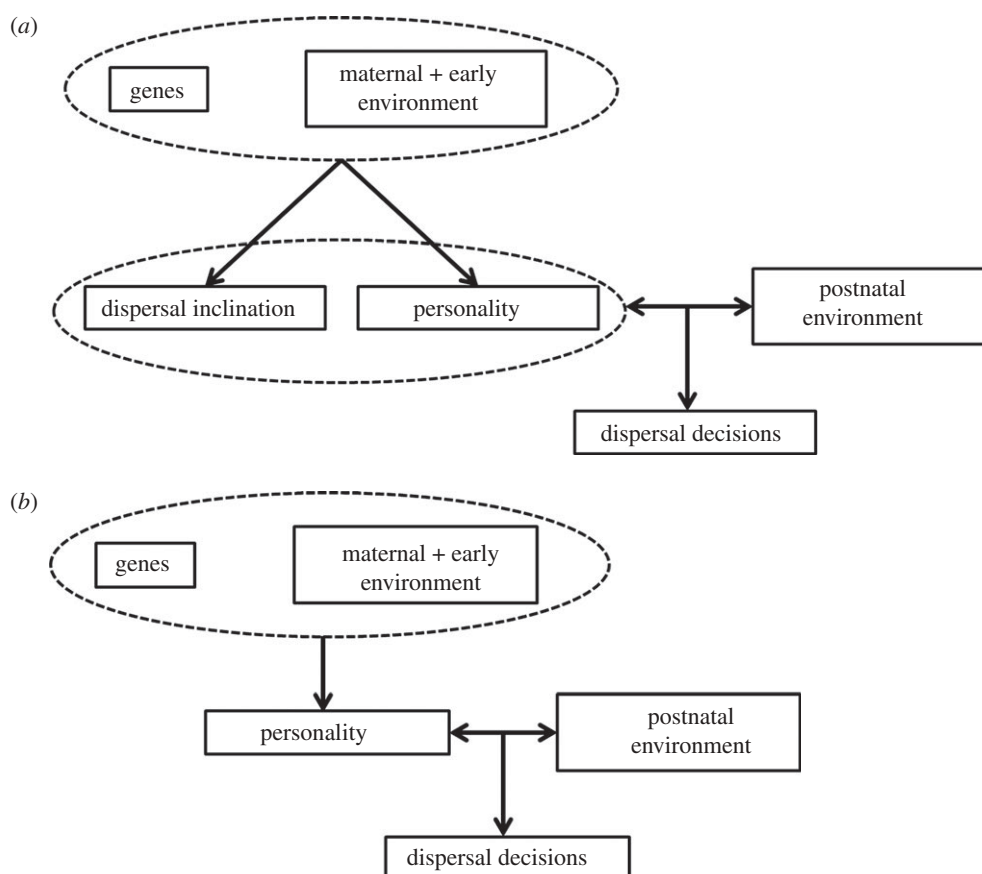 (a)
genes
maternal + early
environment
dispersal inclination
personality
postnatal
environment
dispersal decisions
(b)
genes
maternal + early
environment
personality
postnatal
environment
dispersal decisions